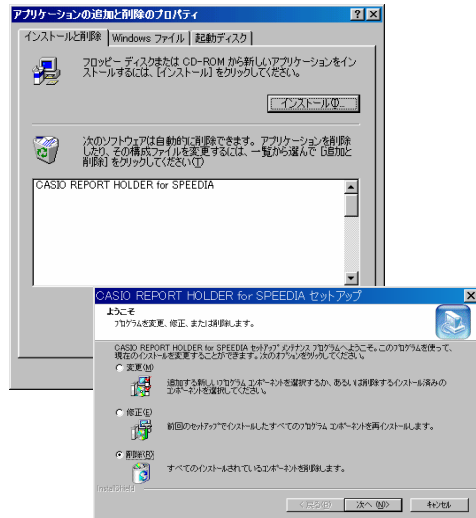 アプリケーションの追加と削除のプロパティ
インストールと削除
Windows ファイル
起動ディスク
フロッピー ディスクまたは CD-ROM から新しいアプリケーションをイン
ストールするには、[インストール] をクリックしてください。
インストール(I)...
次のソフトウェアは自動的に削除できます。アプリケーションを削除
したり、その構成ファイルを変更するには、一覧から選んで [追加と
削除] をクリックしてください(T)
CASIO REPORT HOLDER for SPEEDIA
CASIO REPORT HOLDER for SPEEDIA セットアップ
ようこそ
プログラムを変更、修正、または削除します。
CASIO REPORT HOLDER for SPEEDIA セットアップ メンテナンス プログラムへようこそ。このプログラムを使って、
現在のインストールを変更することができます。次のオプションをクリックしてください。
変更(M)
追加する新しいプログラム コンポーネントを選択するか、あるいは削除するインストール済みの
コンポーネントを選択してください。
修正(E)
前回のセットアップでインストールしたすべてのプログラム コンポーネントを再インストールします。
削除(R)
すべてのインストールされているコンポーネントを削除します。
InstallShield
< 戻る(B)
次へ (N)>
キャンセル